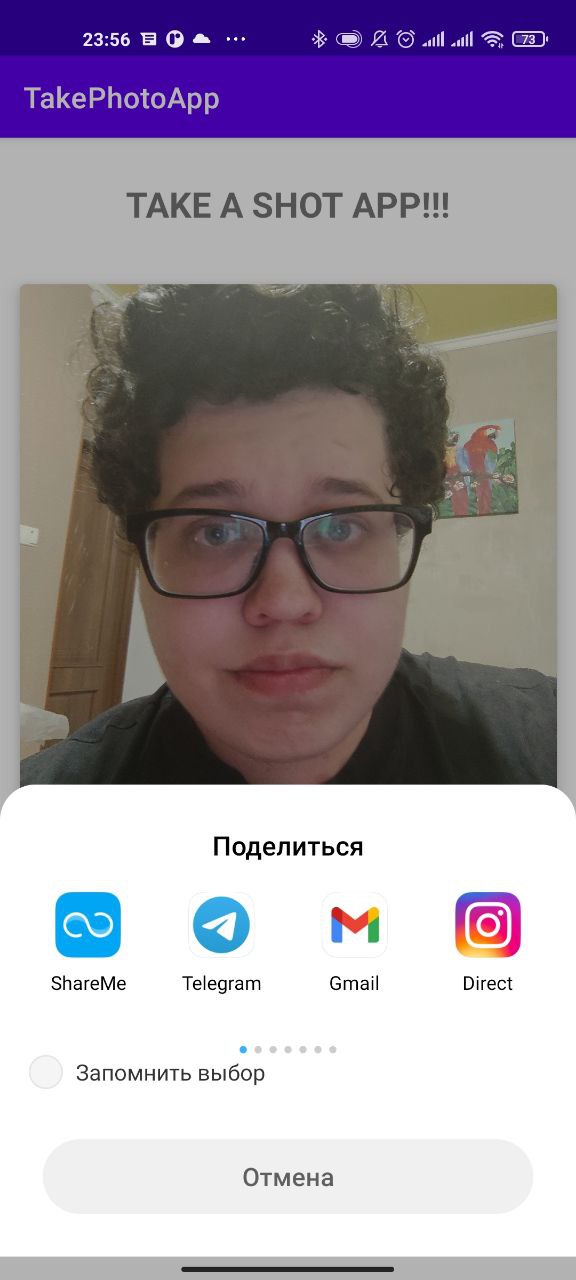 23:56
73
TakePhotoApp
TAKE A SHOT APP!!!
Поделиться
ShareMe Telegram Gmail Direct
Запомнить выбор
Отмена